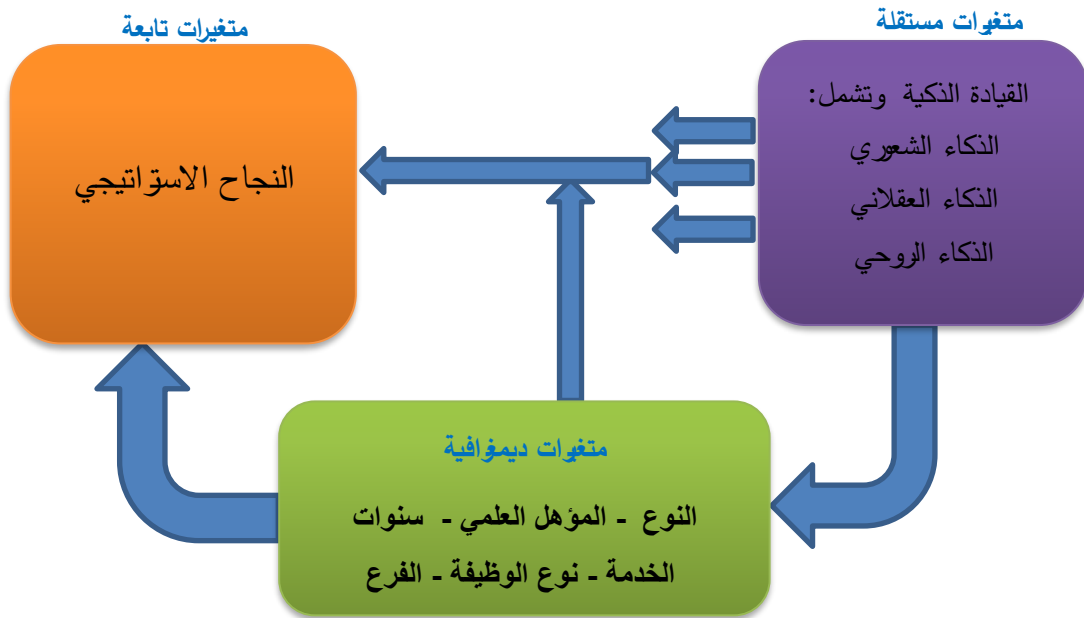 متغيرات مستقلة
القيادة الذكية وتشمل:
الذكاء الشعوري
الذكاء العقلاني
الذكاء الروحي
متغيرات تابعة
النجاح الاستراتيجي
متغيرات ديمغرافية
النوع - المؤهل العلمي - سنوات
الخدمة - نوع الوظيفة - الفرع